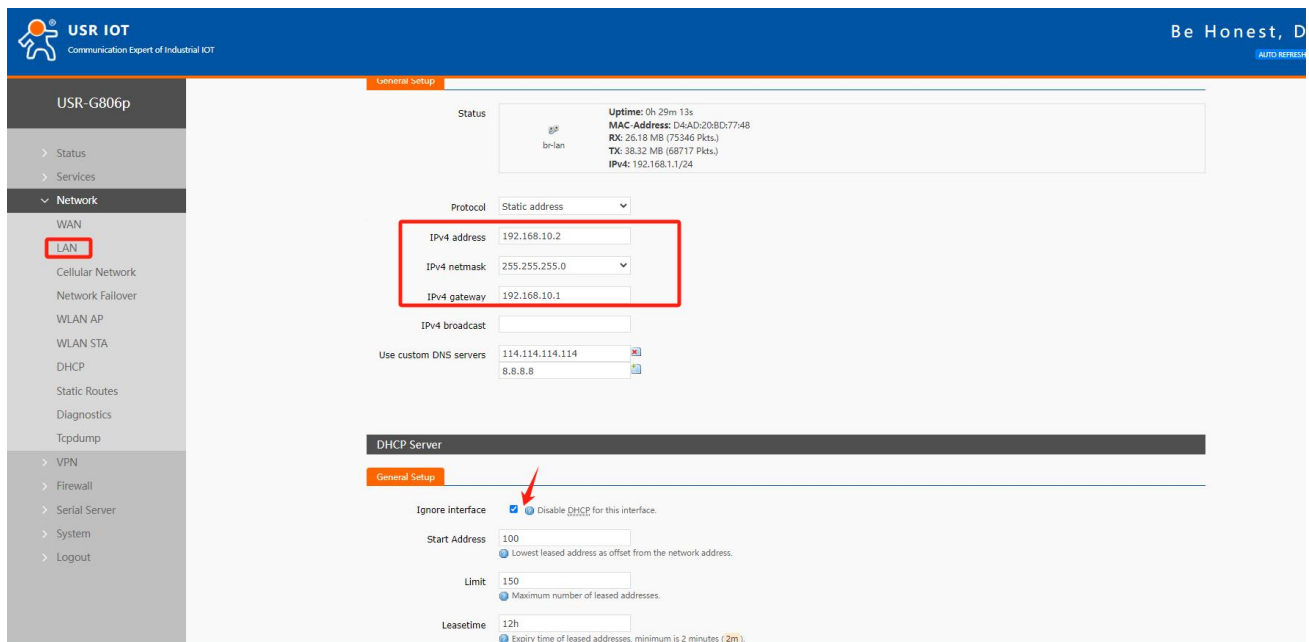 USR IOT
Communication Expert of Industrial IOT
Be Honest, D
AUTO REFRESH
USR-G806p
Status
Services
Network
WAN
LAN
Cellular Network
Network Failover
WLAN AP
WLAN STA
DHCP
Static Routes
Diagnostics
Tcpdump
VPN
Firewall
Serial Server
System
Logout
General Setup
Status
br-lan
Uptime: 0h 29m 13s
MAC-Address: D4:AD:20:BD:77:48
RX: 26.18 MB (75346 Pkts.)
TX: 38.32 MB (68717 Pkts.)
IPv4: 192.168.1.1/24
Protocol Static address
IPv4 address 192.168.10.2
IPv4 netmask 255.255.255.0
IPv4 gateway 192.168.10.1
IPv4 broadcast
Use custom DNS servers 114.114.114.114
8.8.8.8
DHCP Server
General Setup
Ignore interface Disable DHCP for this interface.
Start Address 100
Lowest leased address as offset from the network address.
Limit 150
Maximum number of leased addresses.
Leasetime 12h
Expiry time of leased addresses, minimum is 2 minutes (2m).